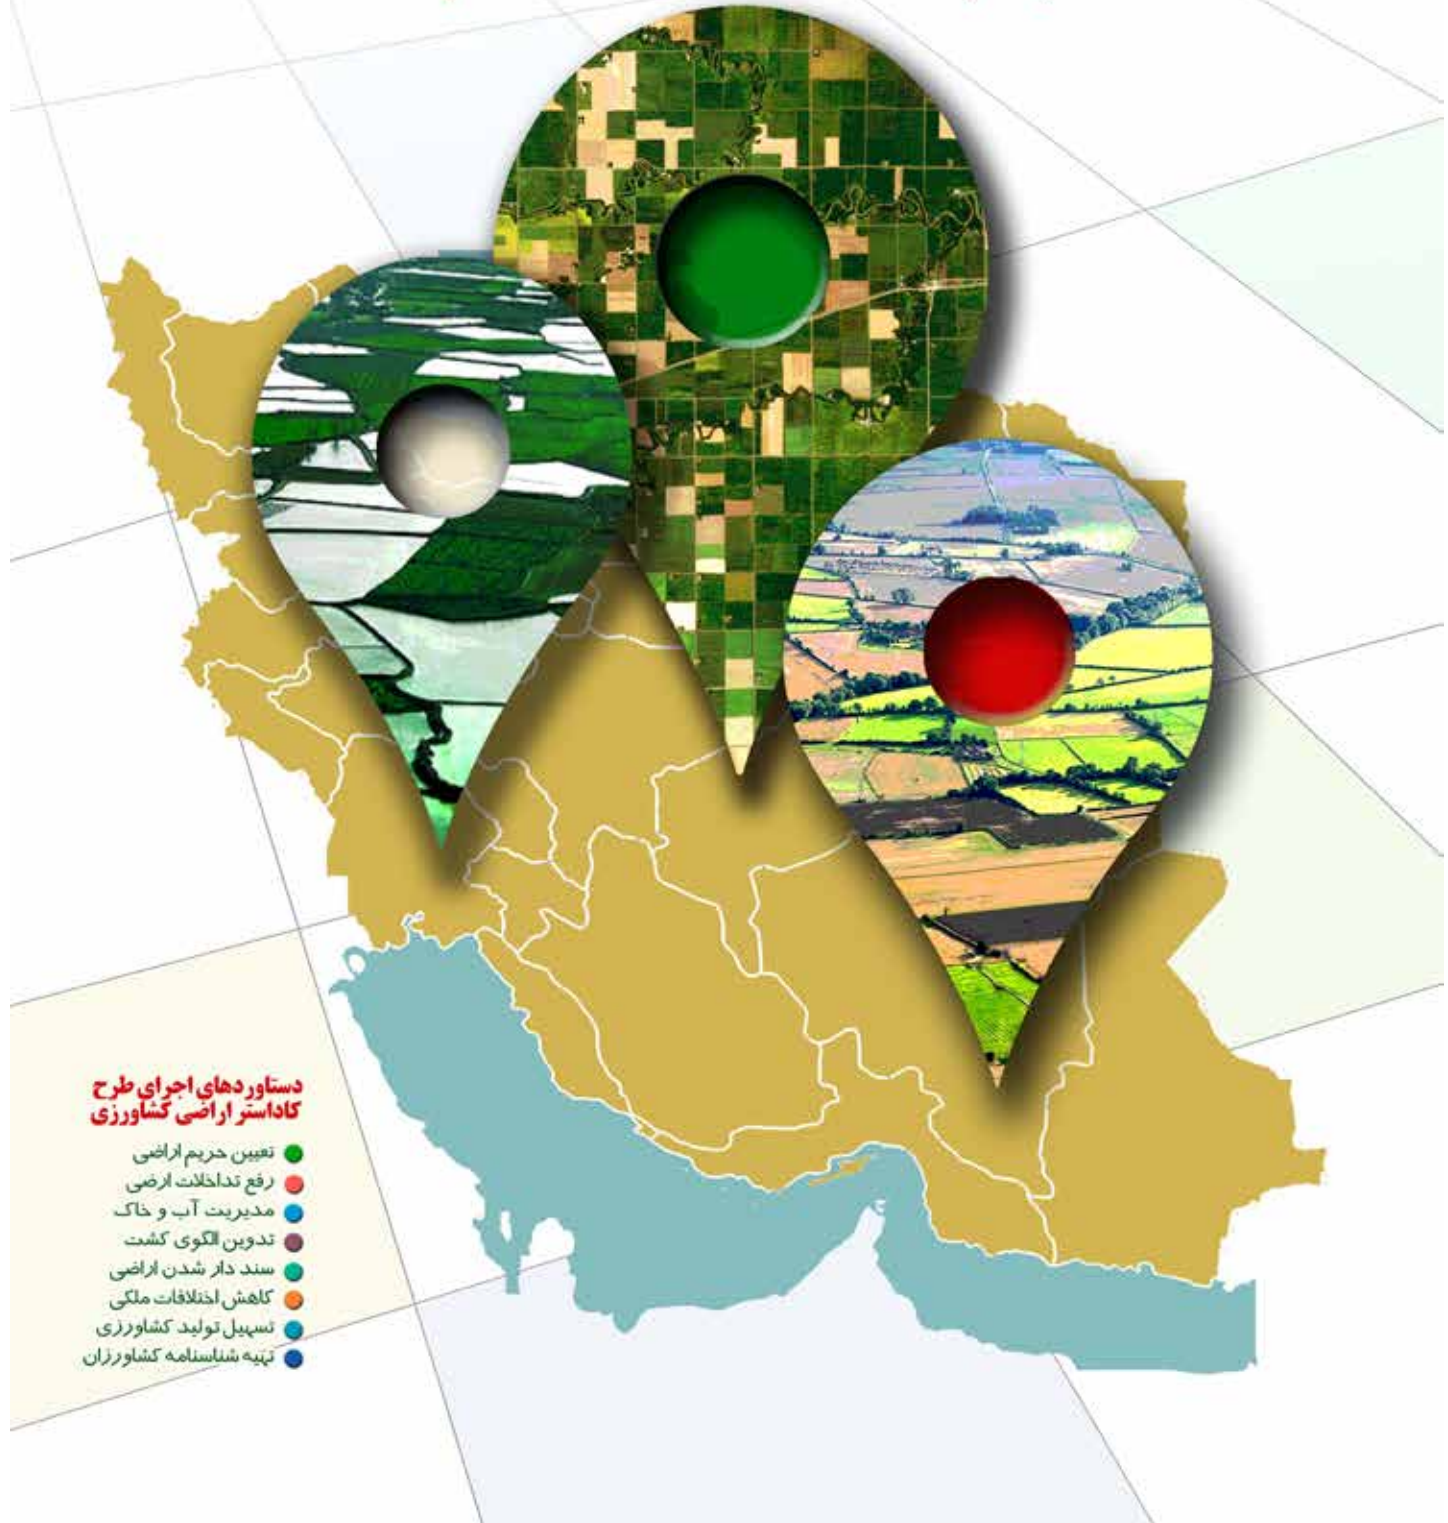 دستاوردهای اجرای طرح
کاداستر اراضی کشاورزی
تعیین حریم اراضی
رفع تداخلات ارضی
مدیریت آب و خاک
تدوین الگوی کشت
سند دار شدن اراضی
کاهش اختلافات ملکی
تسهیل تولید کشاورزی
تهیه شناسنامه کشاورزان